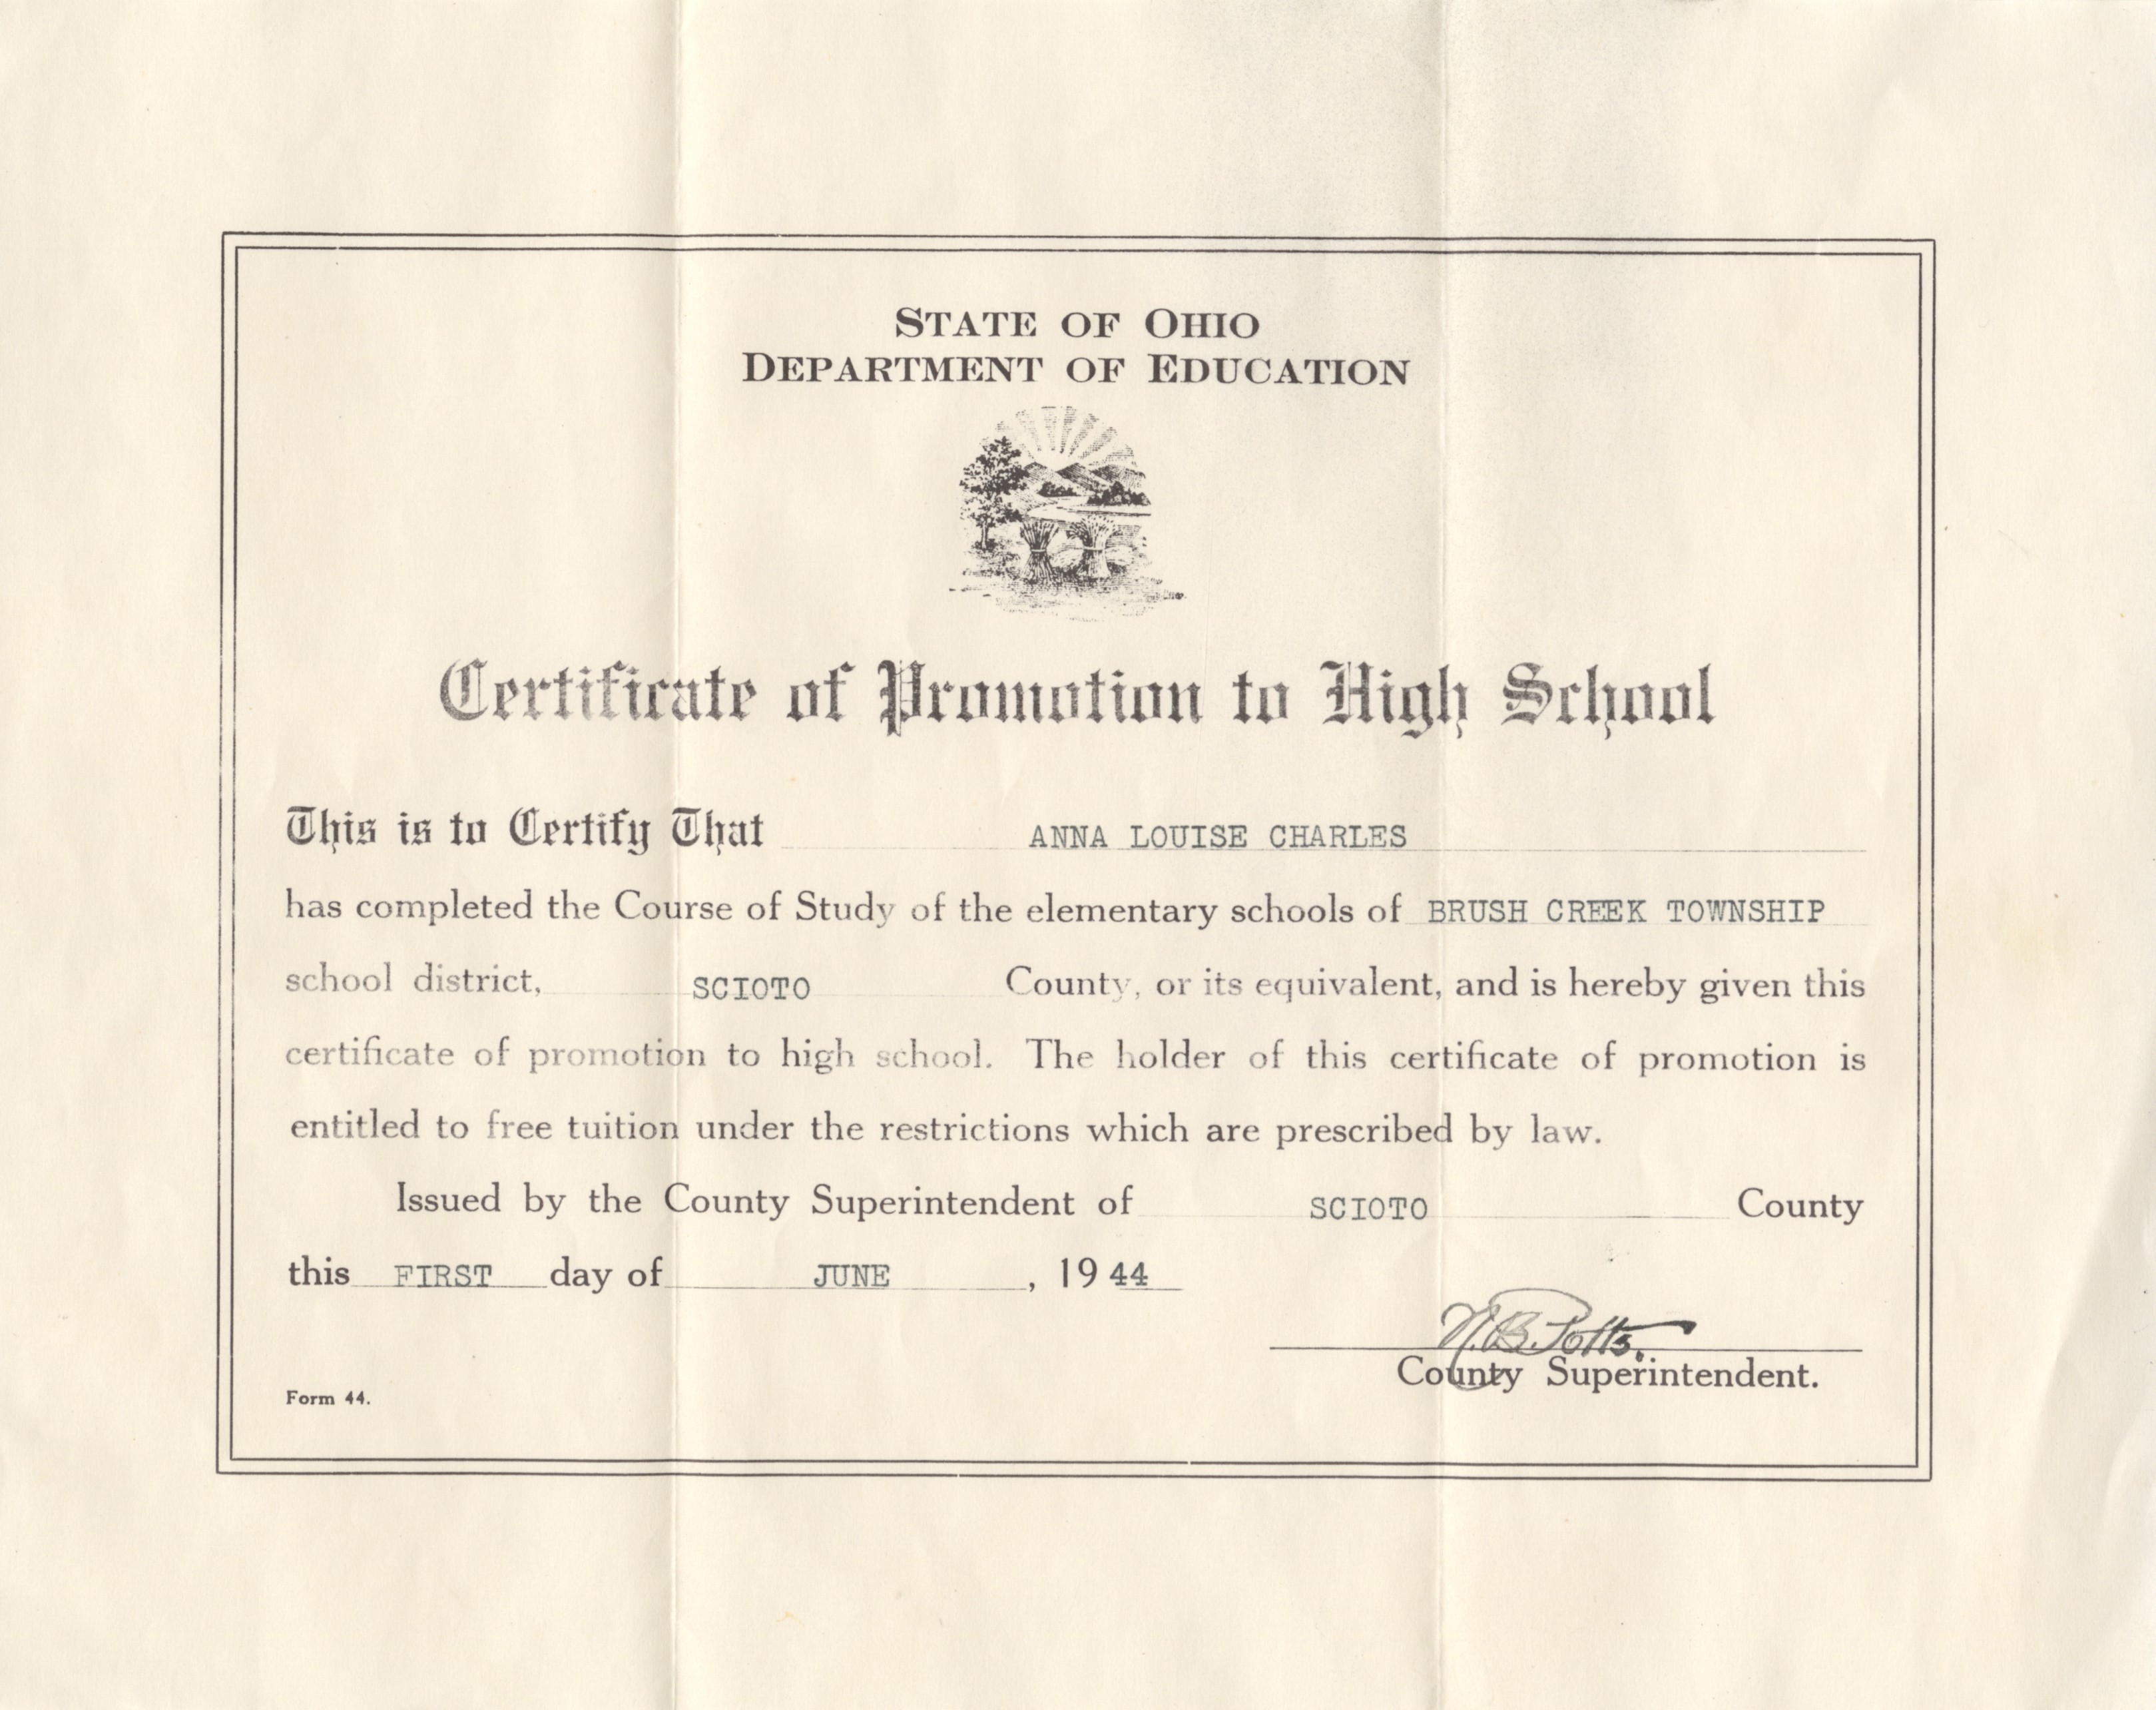 STATE OF OHIO
DEPARTMENT OF EDUCATION
Certificate of Promotion to High School
This is to Certify That ANNA LOUISE CHARLES
has completed the Course of Study of the elementary schools of BRUSH CREEK TOWNSHIP
school district, SCIOTO County, or its equivalent, and is hereby given this
certificate of promotion to high school. The holder of this certificate of promotion is
entitled to free tuition under the restrictions which are prescribed by law.
Issued by the County Superintendent of SCIOTO County
this FIRST day of JUNE, 1944
Potts.
County Superintendent.
Form 44.